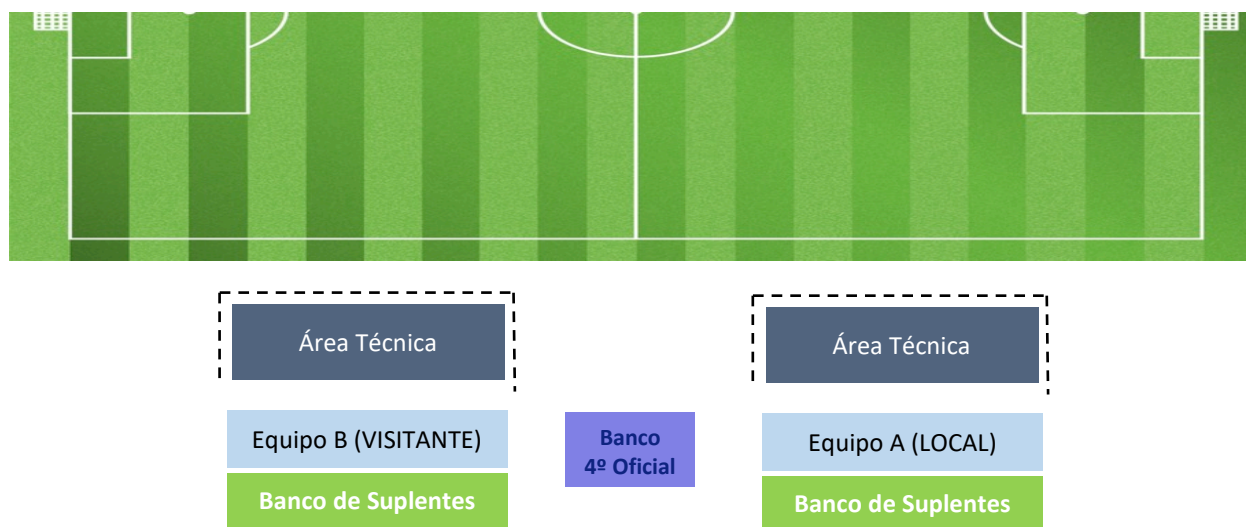 Área Técnica
Área Técnica
Equipo B (VISITANTE)
Banco
4º Oficial
Equipo A (LOCAL)
Banco de Suplentes
Banco de Suplentes